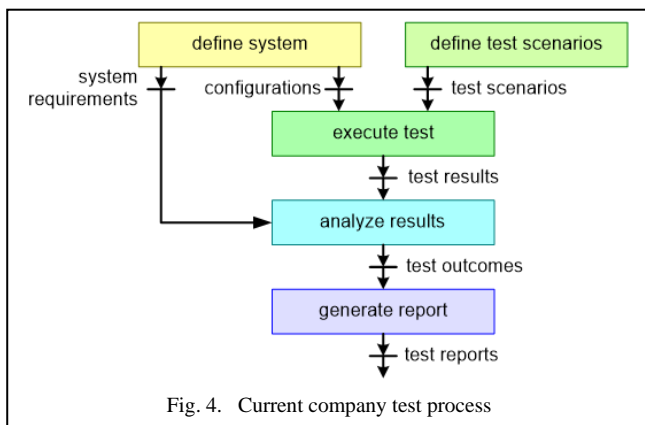 define system
define test scenarios
system
requirements
configurations
test scenarios
execute test
test results
analyze results
test outcomes
generate report
test reports
Fig. 4. Current company test process